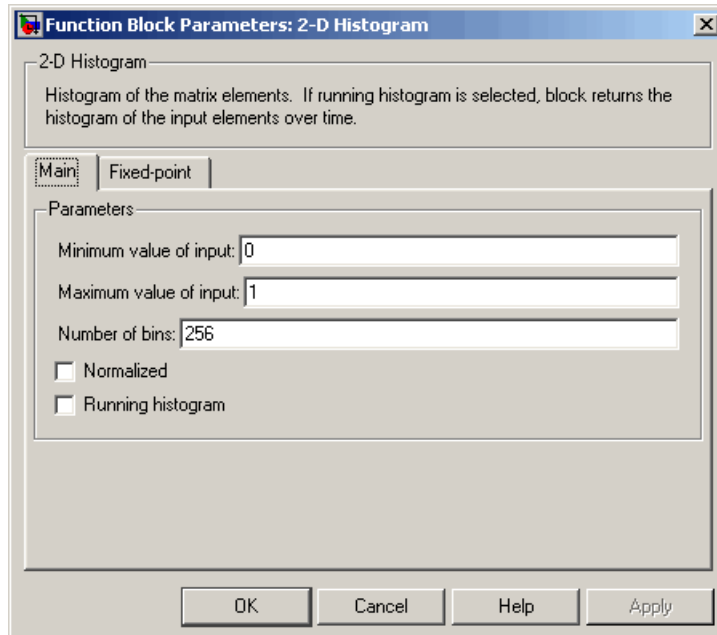 Function Block Parameters: 2-D Histogram
2-D Histogram
Histogram of the matrix elements. If running histogram is selected, block returns the
histogram of the input elements over time.
Main Fixed-point
Parameters
Minimum value of input: 0
Maximum value of input: 1
Number of bins: 256
Normalized
Running histogram
OK Cancel Help Apply